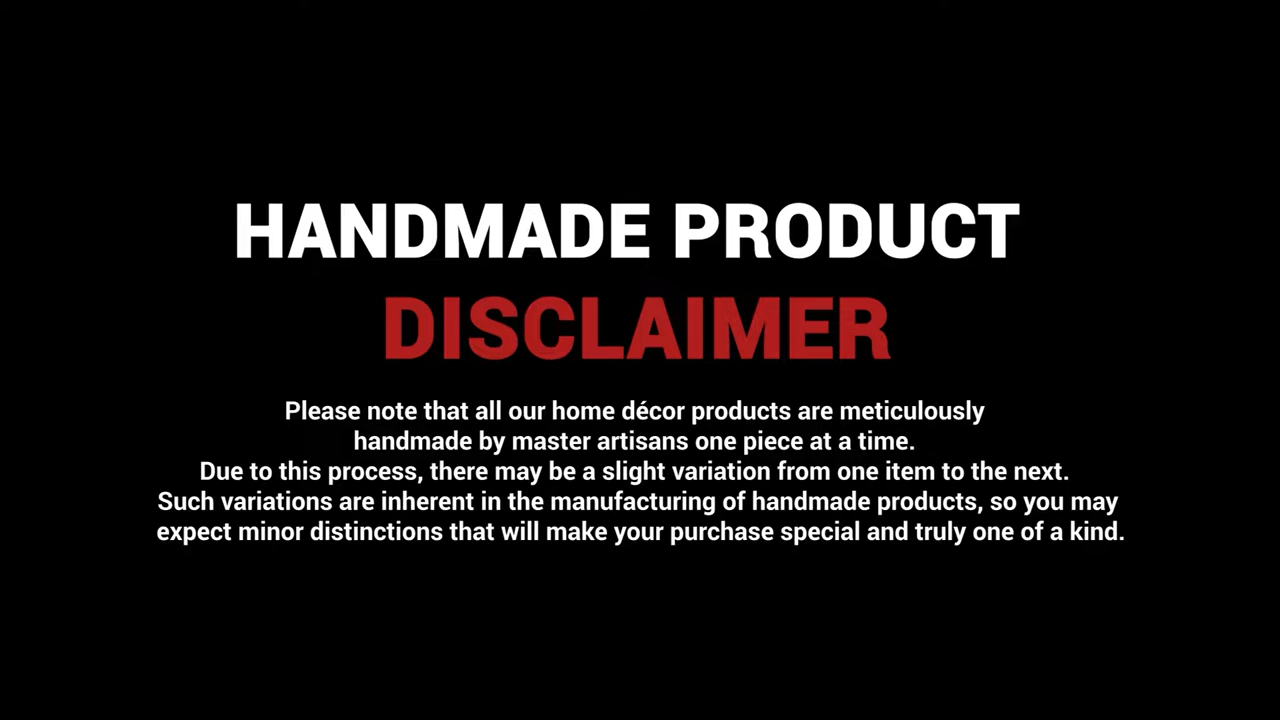 HANDMADE PRODUCT
DISCLAIMER
Please note that all our home décor products are meticulously
handmade by master artisans one piece at a time.
Due to this process, there may be a slight variation from one item to the next.
Such variations are inherent in the manufacturing of handmade products, so you may
expect minor distinctions that will make your purchase special and truly one of a kind.